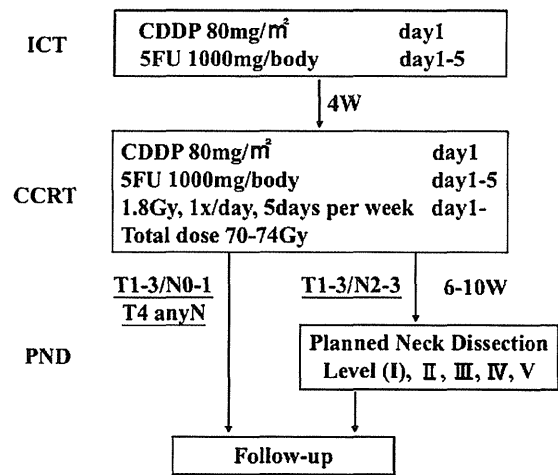 ICT
CDDP 80mg/㎡ day1
5FU 1000mg/body day1-5
4W
CCRT
CDDP 80mg/㎡ day1
5FU 1000mg/body day1-5
1.8Gy, 1x/day, 5days per week day1-
Total dose 70-74Gy
T1-3/N0-1
T4 anyN
T1-3/N2-3
6-10W
PND
Planned Neck Dissection
Level (I), Ⅱ, Ⅲ, Ⅳ, V
Follow-up